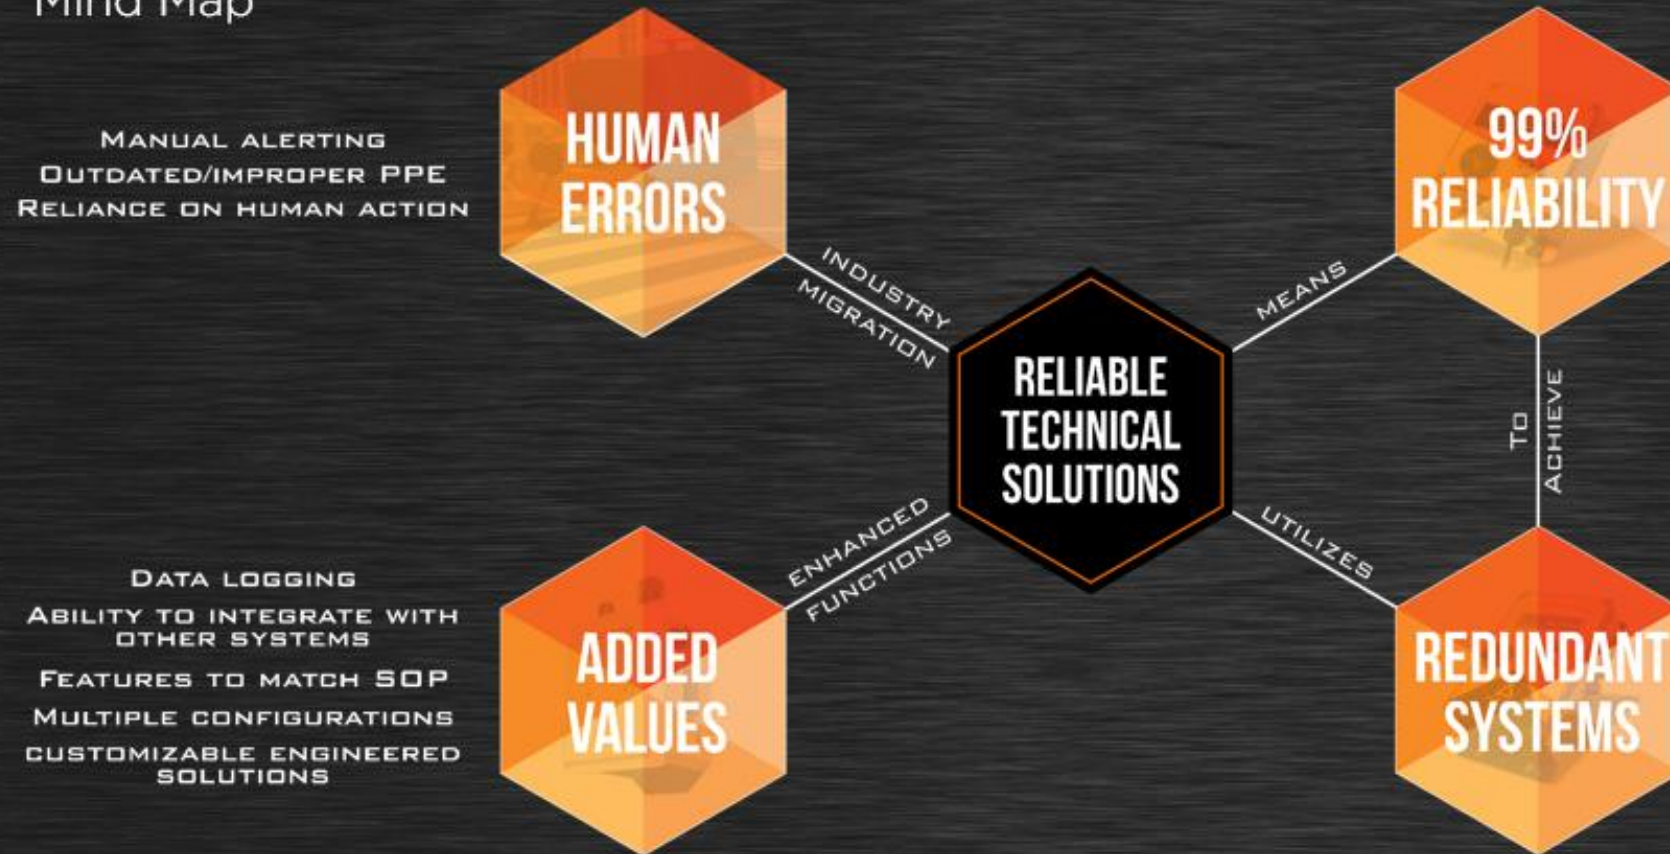 Mind Map
MANUAL ALERTING
OUTDATED/IMPROPER PPE
RELIANCE ON HUMAN ACTION
HUMAN
ERRORS
INDUSTRY
MIGRATION
99%
RELIABILITY
MEANS
RELIABLE
TECHNICAL
SOLUTIONS
TO
ACHIEVE
ENHANCED
FUNCTIONS
UTILIZES
DATA LOGGING
ABILITY TO INTEGRATE WITH
OTHER SYSTEMS
FEATURES TO MATCH SOP
MULTIPLE CONFIGURATIONS
CUSTOMIZABLE ENGINEERED
SOLUTIONS
ADDED
VALUES
REDUNDANT
SYSTEMS